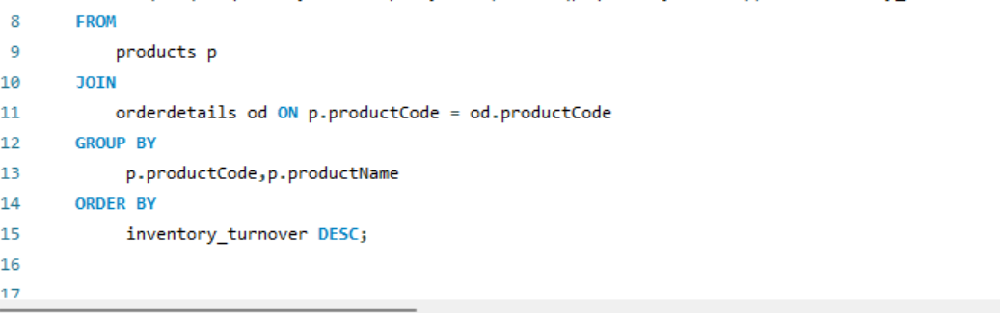 8 FROM
9 products p
10 JOIN
11 orderdetails od ON p.productCode = od.productCode
12 GROUP BY
13 p.productCode,p.productName
14 ORDER BY
15 inventory_turnover DESC;
16
17